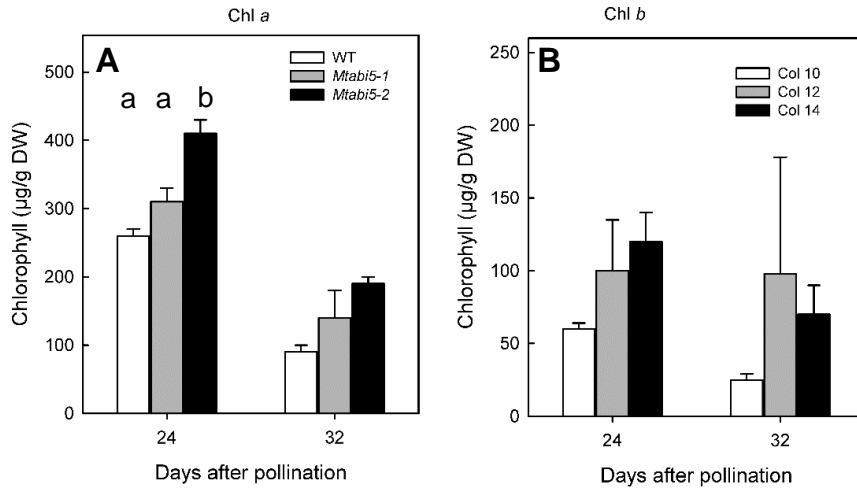 Chl a
A
WT
Mtabi5-1
Mtabi5-2
a a b
Chlorophyll (µg/g DW)
500
400
300
200
100
0
24 32
Days after pollination
Chl b
B
Col 10
Col 12
Col 14
Chlorophyll (µg/g DW)
250
200
150
100
50
0
24 32
Days after pollination